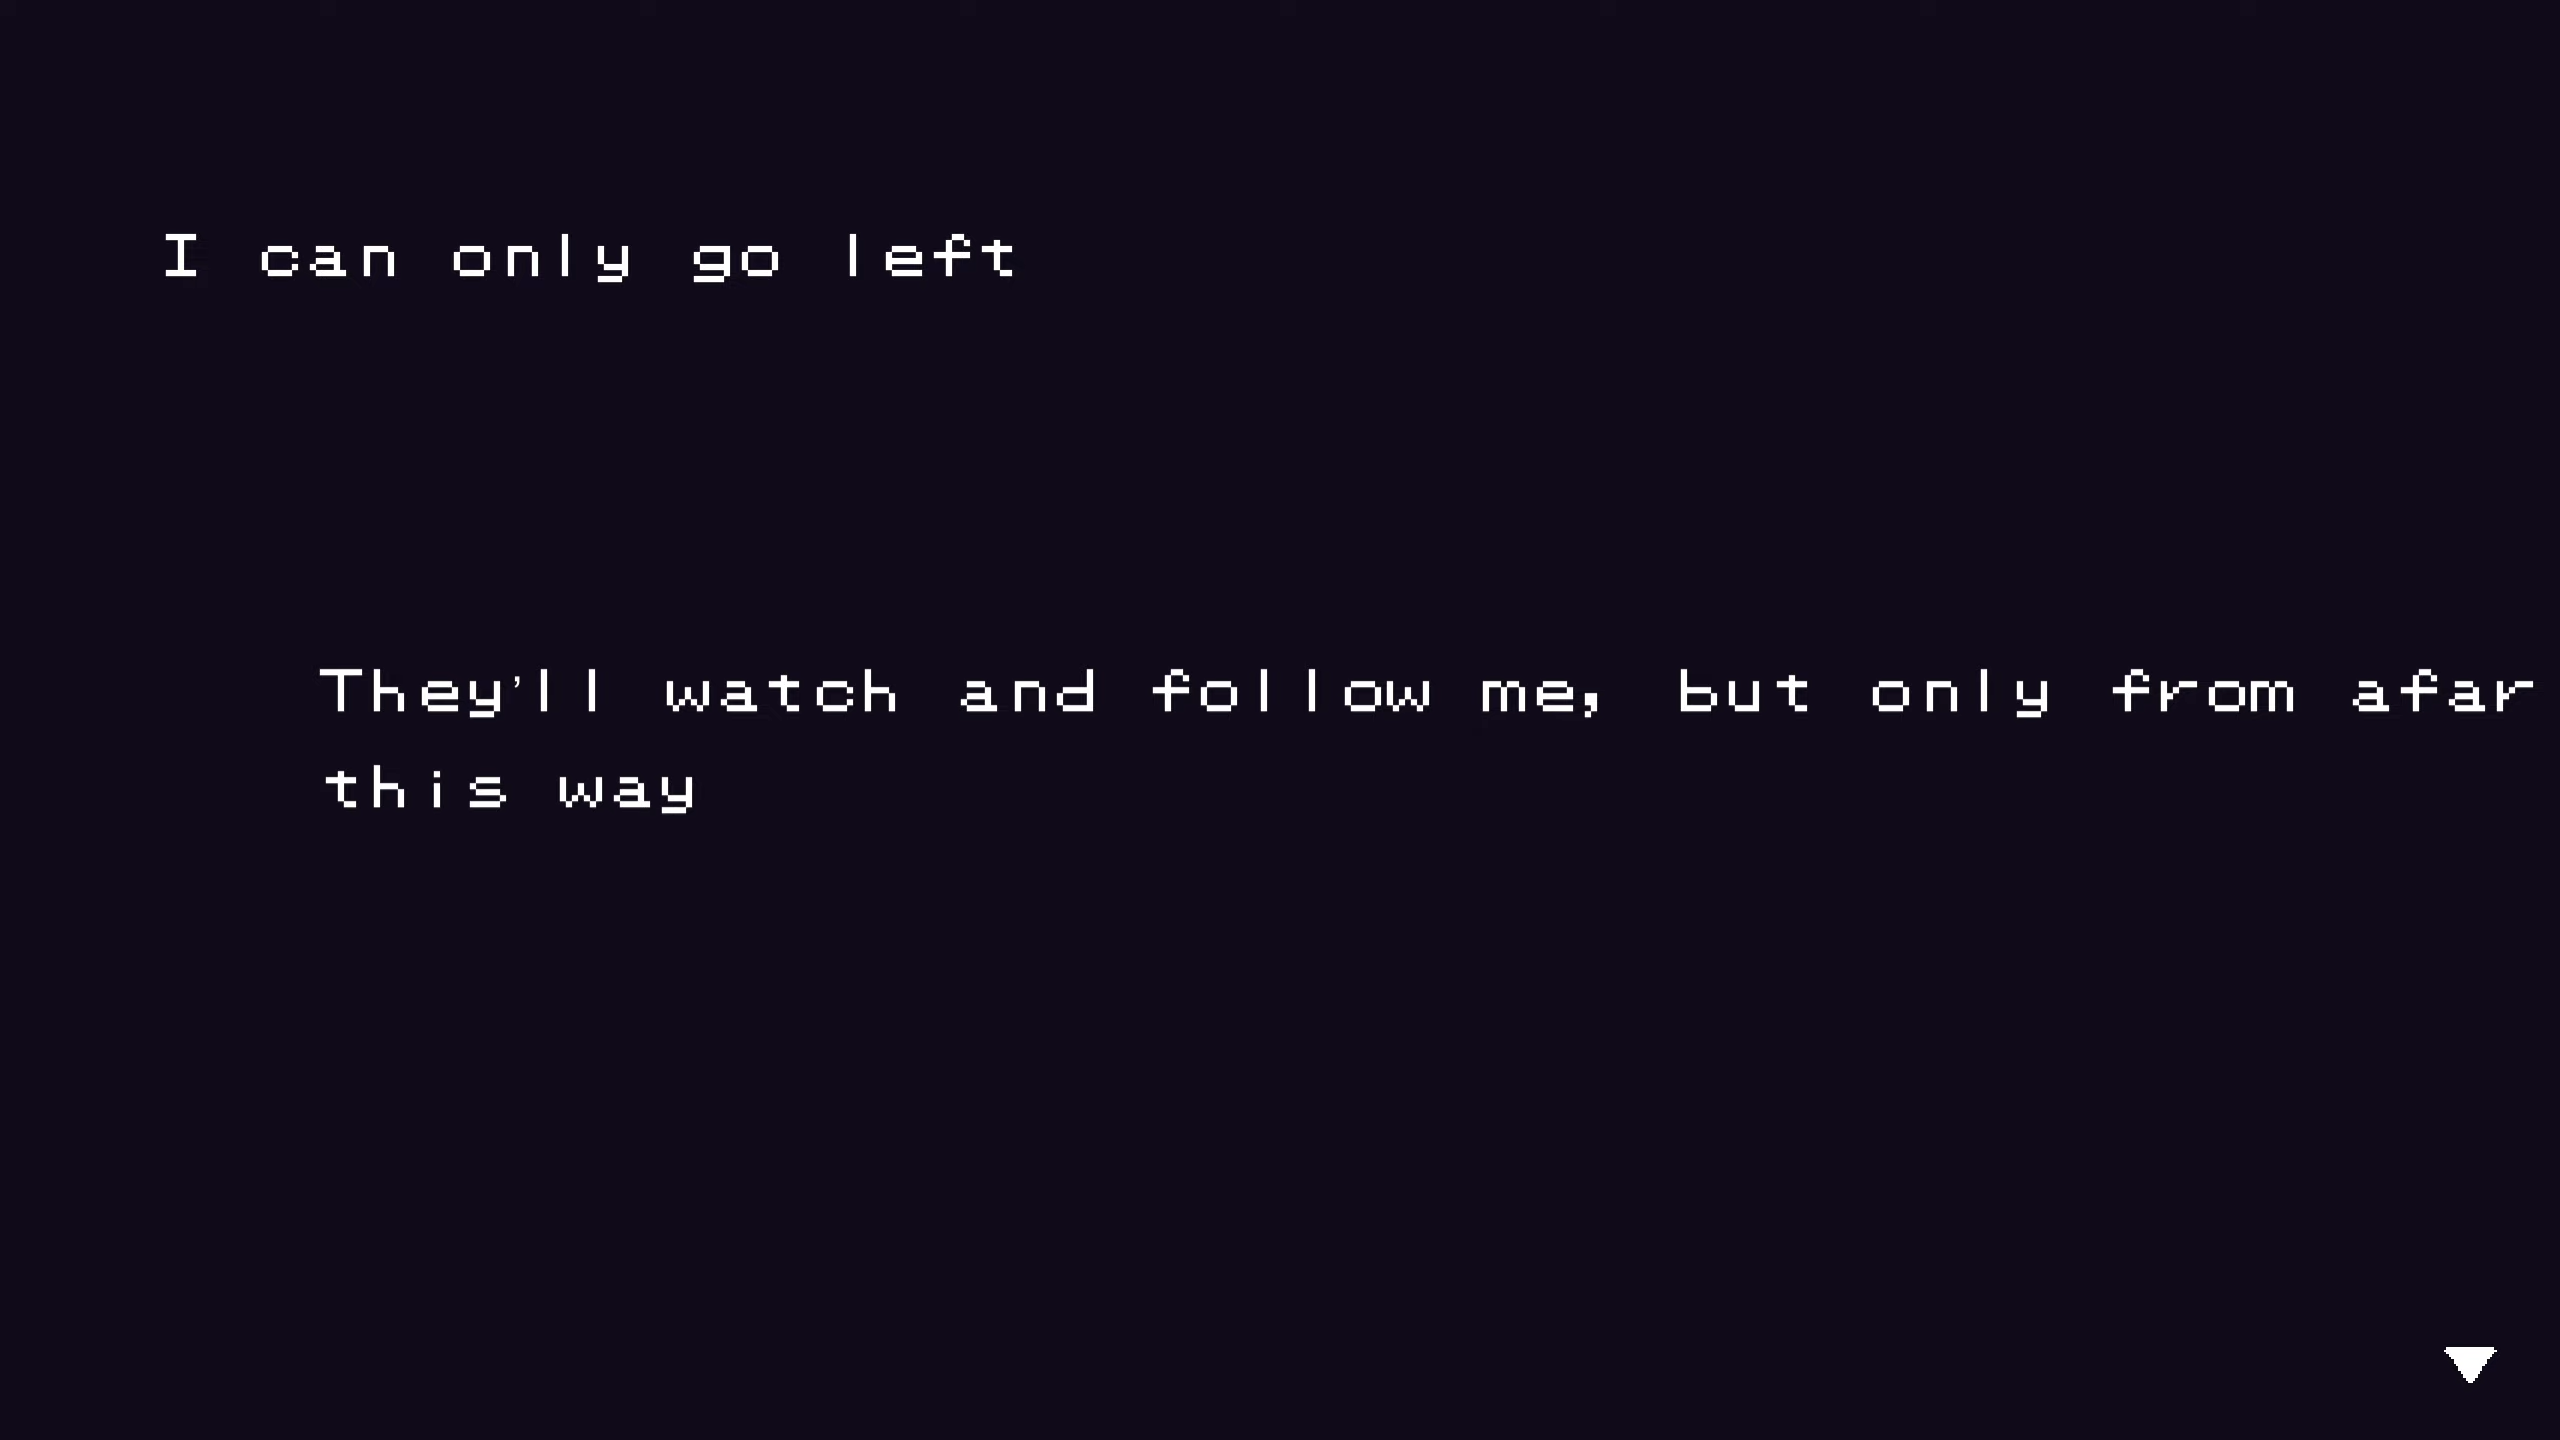 I can only go left
They'll watch and follow me, but only from afar
this way